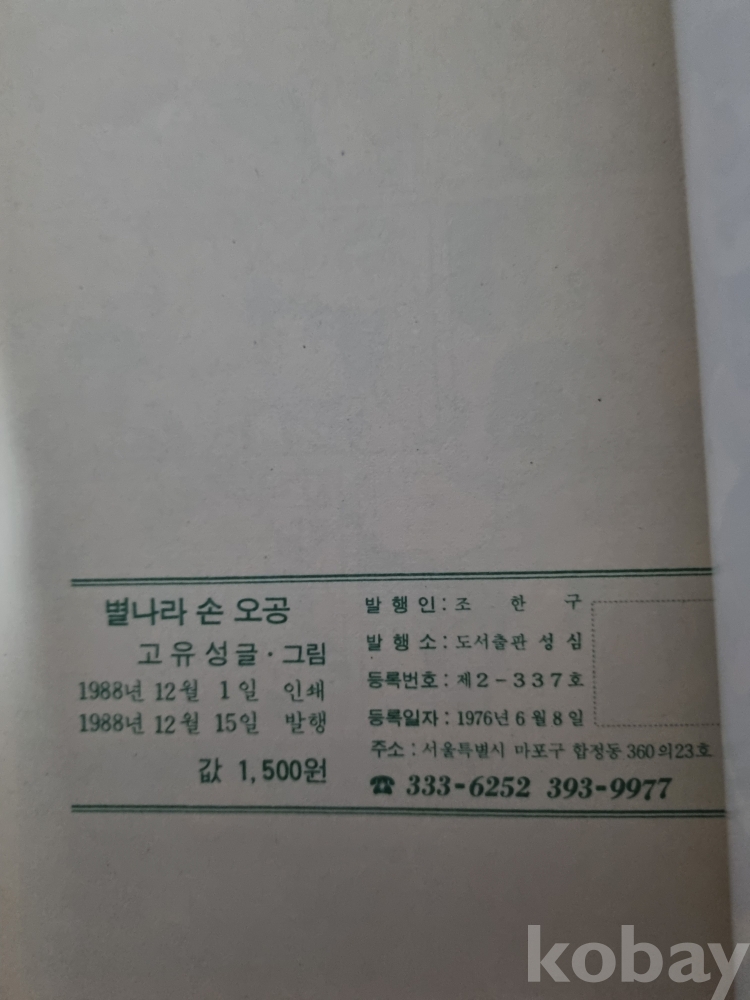 별나라 손 오공
고유성글·그림
1988년 12월 1일 인쇄
1988년 12월 15일 발행
값 1,500원
발 행 인 : 조 한 구
발 행 소 : 도서출판 성심
등록번호 : 제2-337호
등록일자 : 1976년 6월 8일
주소 : 서울특별시 마포구 합정동 360의23호
☎ 333-6252 393-9977
kobay